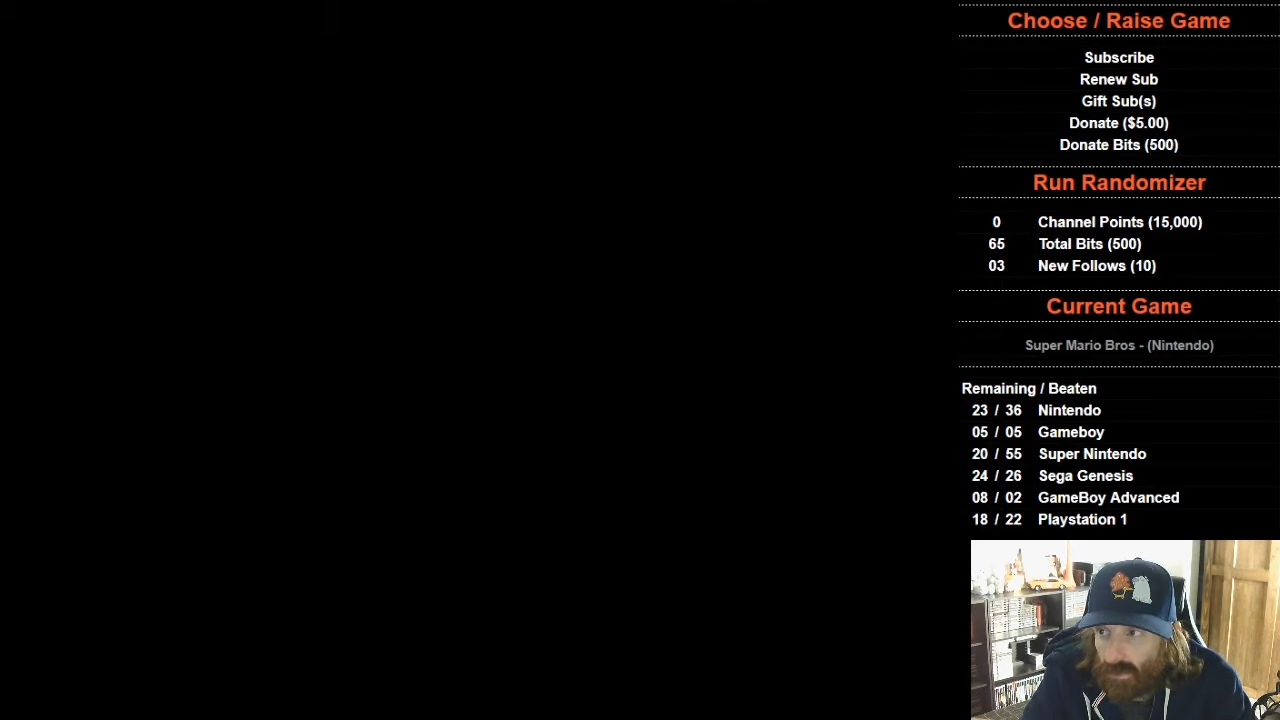 Choose / Raise Game
Subscribe
Renew Sub
Gift Sub(s)
Donate ($5.00)
Donate Bits (500)
Run Randomizer
0 Channel Points (15,000)
65 Total Bits (500)
03 New Follows (10)
Current Game
Super Mario Bros - (Nintendo)
Remaining / Beaten
23 / 36 Nintendo
05 / 05 Gameboy
20 / 55 Super Nintendo
24 / 26 Sega Genesis
08 / 02 GameBoy Advanced
18 / 22 Playstation 1